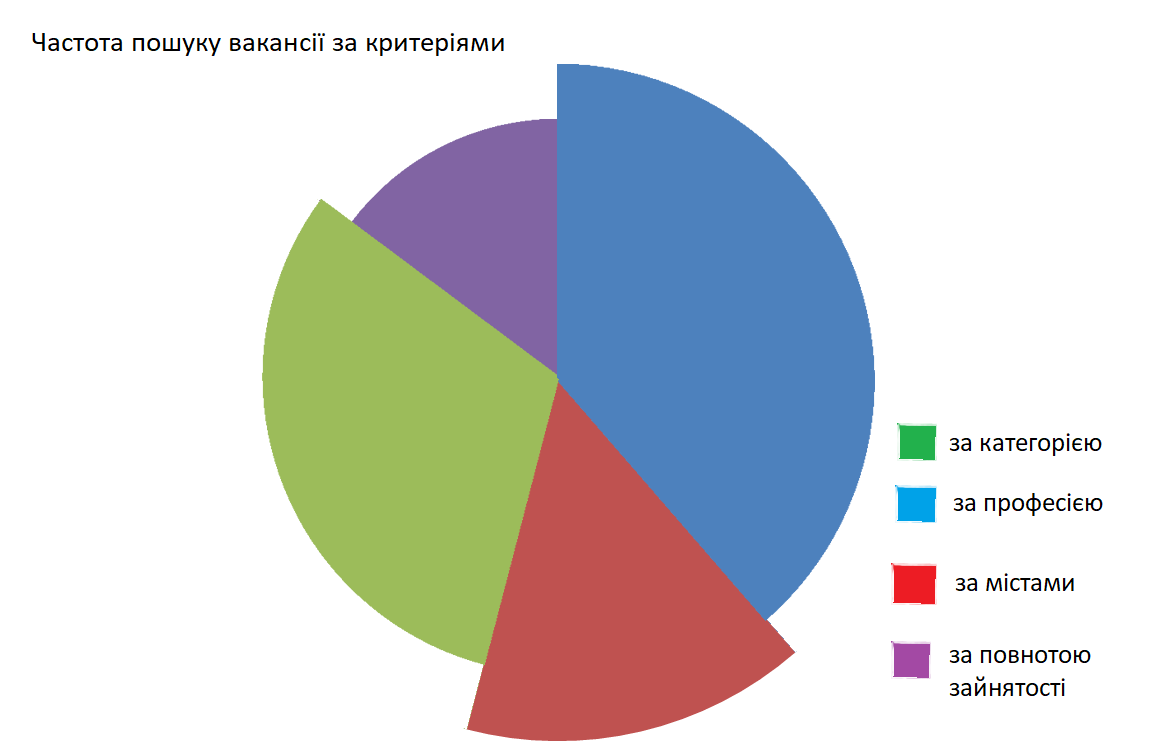 Частота пошуку вакансії за критеріями
за категорією
за професією
за містами
за повнотою
зайнятості